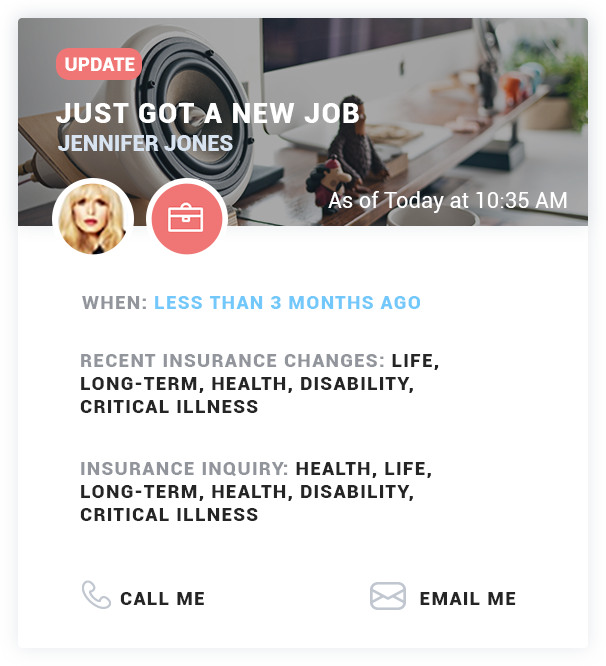 UPDATE
JUST GOT A NEW JOB
JENNIFER JONES
As of Today at 10:35 AM
WHEN: LESS THAN 3 MONTHS AGO
RECENT INSURANCE CHANGES: LIFE,
LONG-TERM, HEALTH, DISABILITY,
CRITICAL ILLNESS
INSURANCE INQUIRY: HEALTH, LIFE,
LONG-TERM, HEALTH, DISABILITY,
CRITICAL ILLNESS
CALL ME
EMAIL ME